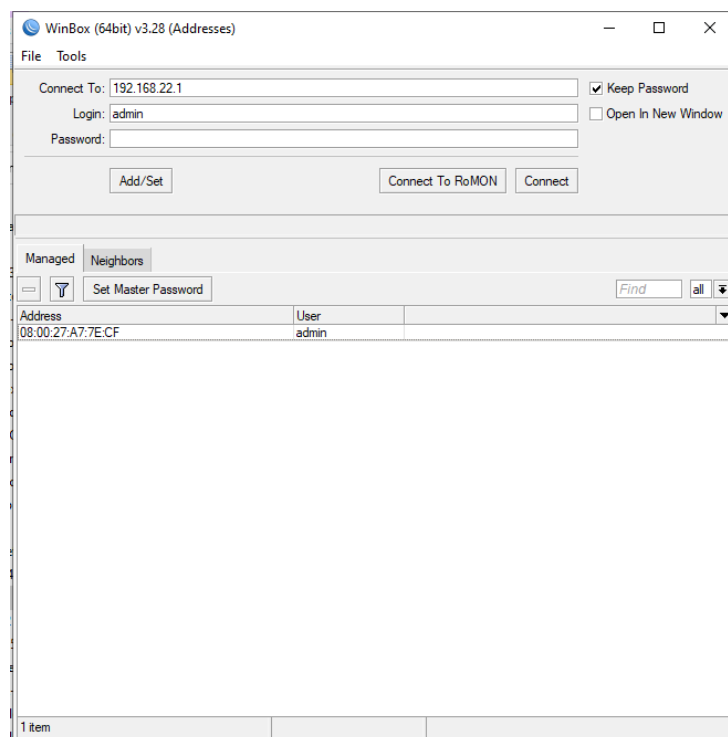 WinBox (64bit) v3.28 (Addresses)
File Tools
Connect To: 192.168.22.1
Keep Password
Login: admin
Open In New Window
Password:
Add/Set Connect To RoMON Connect
Managed Neighbors
Set Master Password Find all
Address User
08:00:27:A7:7E:CF admin
1 item